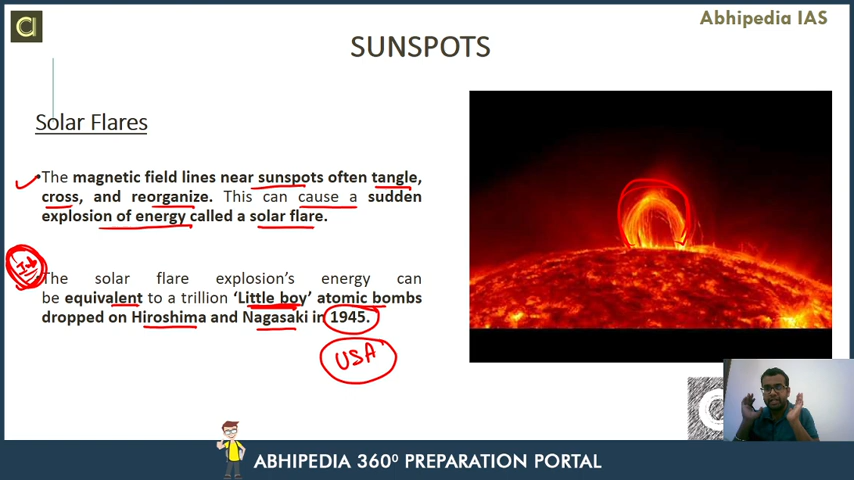 Abhipedia IAS
SUNSPOTS
Solar Flares
•The magnetic field lines near sunspots often tangle,
cross, and reorganize. This can cause a sudden
explosion of energy called a solar flare.
The solar flare explosion's energy can
be equivalent to a trillion 'Little boy' atomic bombs
dropped on Hiroshima and Nagasaki in 1945.
USA
ABHIPEDIA 360⁰ PREPARATION PORTAL